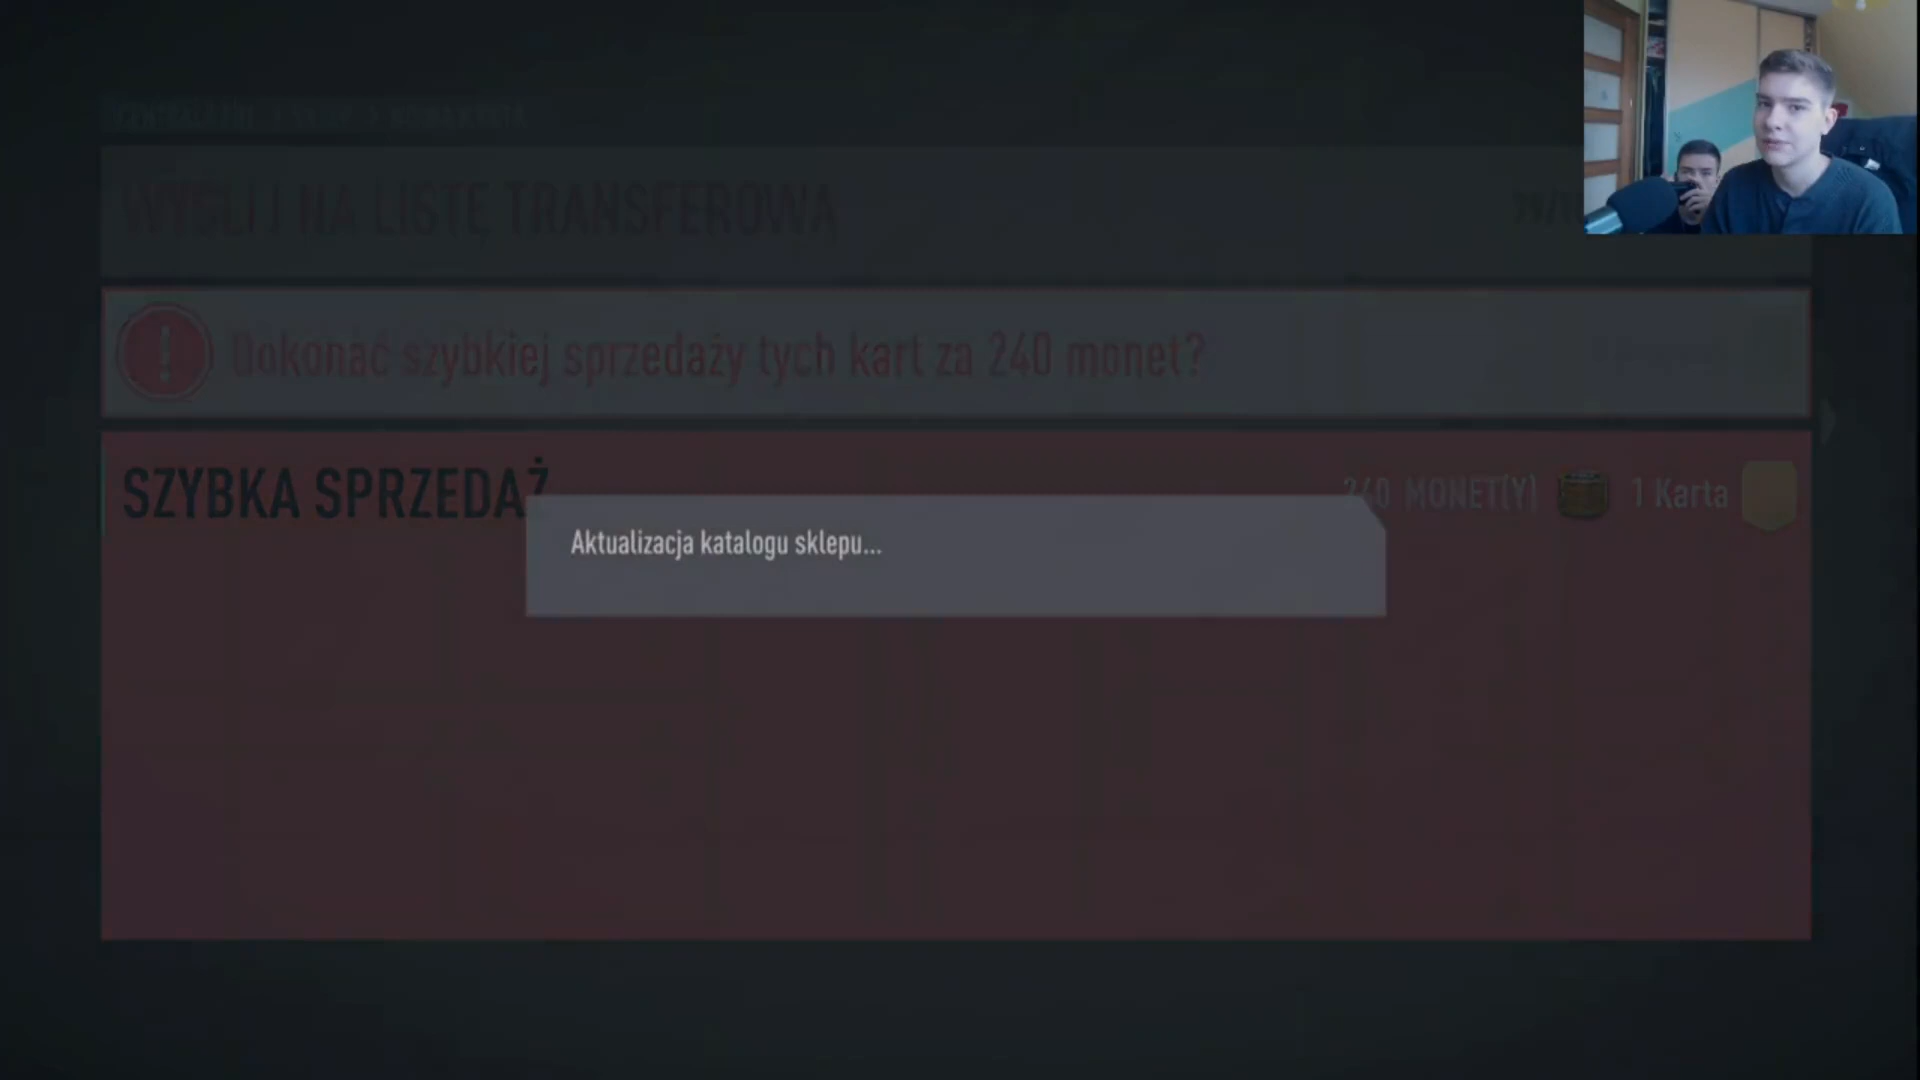 WYŚLIJ NA LISTĘ TRANSFEROWĄ
Dokonać szybkiej sprzedaży tych kart za 240 monet?
SZYBKA SPRZEDAŻ
240 MONET(Y) 1 Karta
Aktualizacja katalogu sklepu...